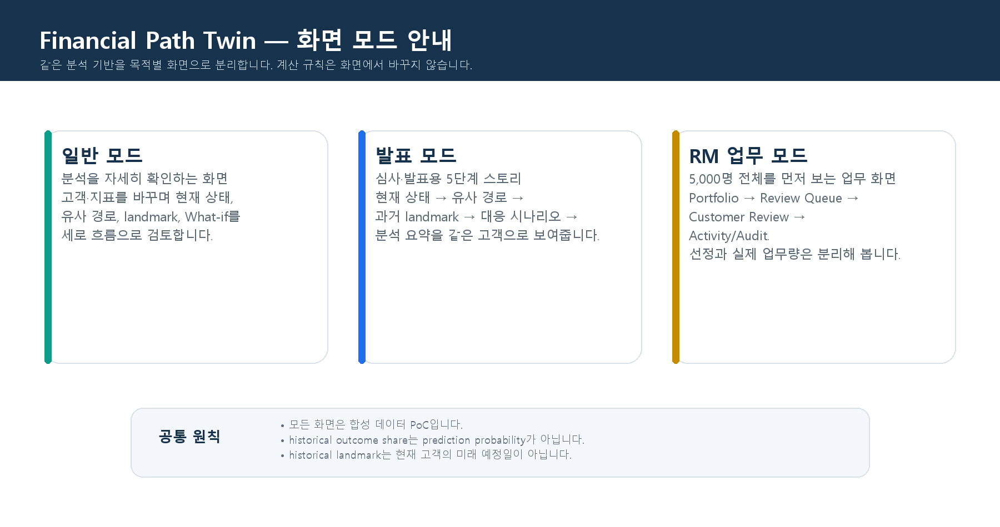 Financial Path Twin — 화면 모드 안내
같은 분석 기반을 목적별 화면으로 분리합니다. 계산 규칙은 화면에서 바꾸지 않습니다.
일반 모드
분석을 자세히 확인하는 화면
고객·지표를 바꾸며 현재 상태,
유사 경로, landmark, What-if를
세로 흐름으로 검토합니다.
발표 모드
심사·발표용 5단계 스토리
현재 상태 → 유사 경로 →
과거 landmark → 대응 시나리오 →
분석 요약을 같은 고객으로 보여줍니다.
RM 업무 모드
5,000명 전체를 먼저 보는 업무 화면
Portfolio → Review Queue →
Customer Review →
Activity/Audit.
선정과 실제 업무량은 분리해 봅니다.
공통 원칙
• 모든 화면은 합성 데이터 PoC입니다.
• historical outcome share는 prediction probability가 아닙니다.
• historical landmark는 현재 고객의 미래 예정일이 아닙니다.